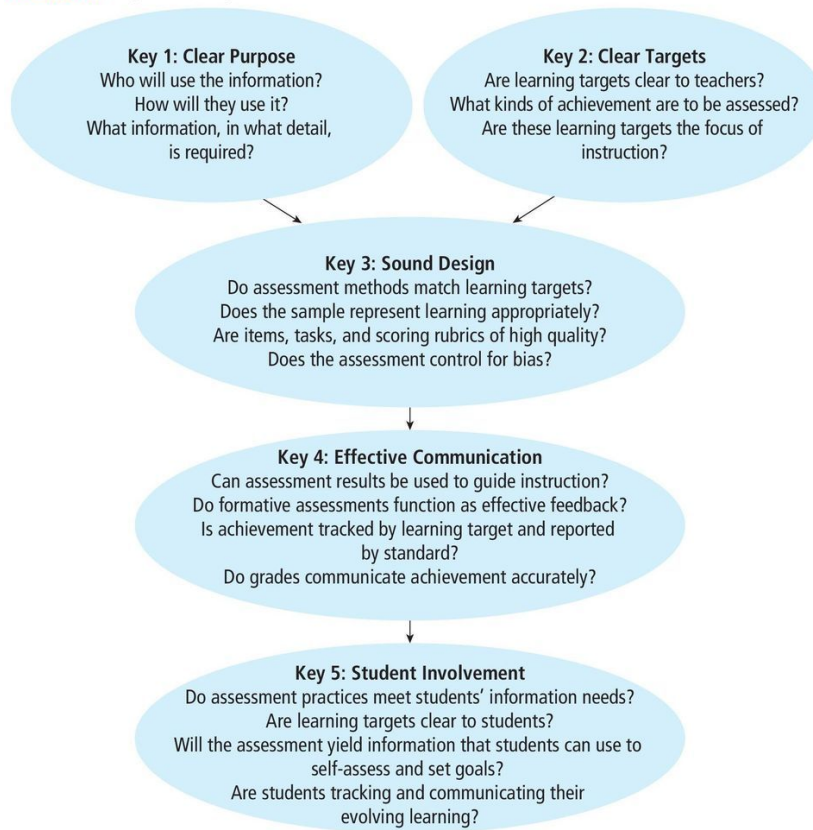 Key 1: Clear Purpose
Who will use the information?
How will they use it?
What information, in what detail,
is required?
Key 2: Clear Targets
Are learning targets clear to teachers?
What kinds of achievement are to be assessed?
Are these learning targets the focus of
instruction?
Key 3: Sound Design
Do assessment methods match learning targets?
Does the sample represent learning appropriately?
Are items, tasks, and scoring rubrics of high quality?
Does the assessment control for bias?
Key 4: Effective Communication
Can assessment results be used to guide instruction?
Do formative assessments function as effective feedback?
Is achievement tracked by learning target and reported
by standard?
Do grades communicate achievement accurately?
Key 5: Student Involvement
Do assessment practices meet students’ information needs?
Are learning targets clear to students?
Will the assessment yield information that students can use to
self-assess and set goals?
Are students tracking and communicating their
evolving learning?